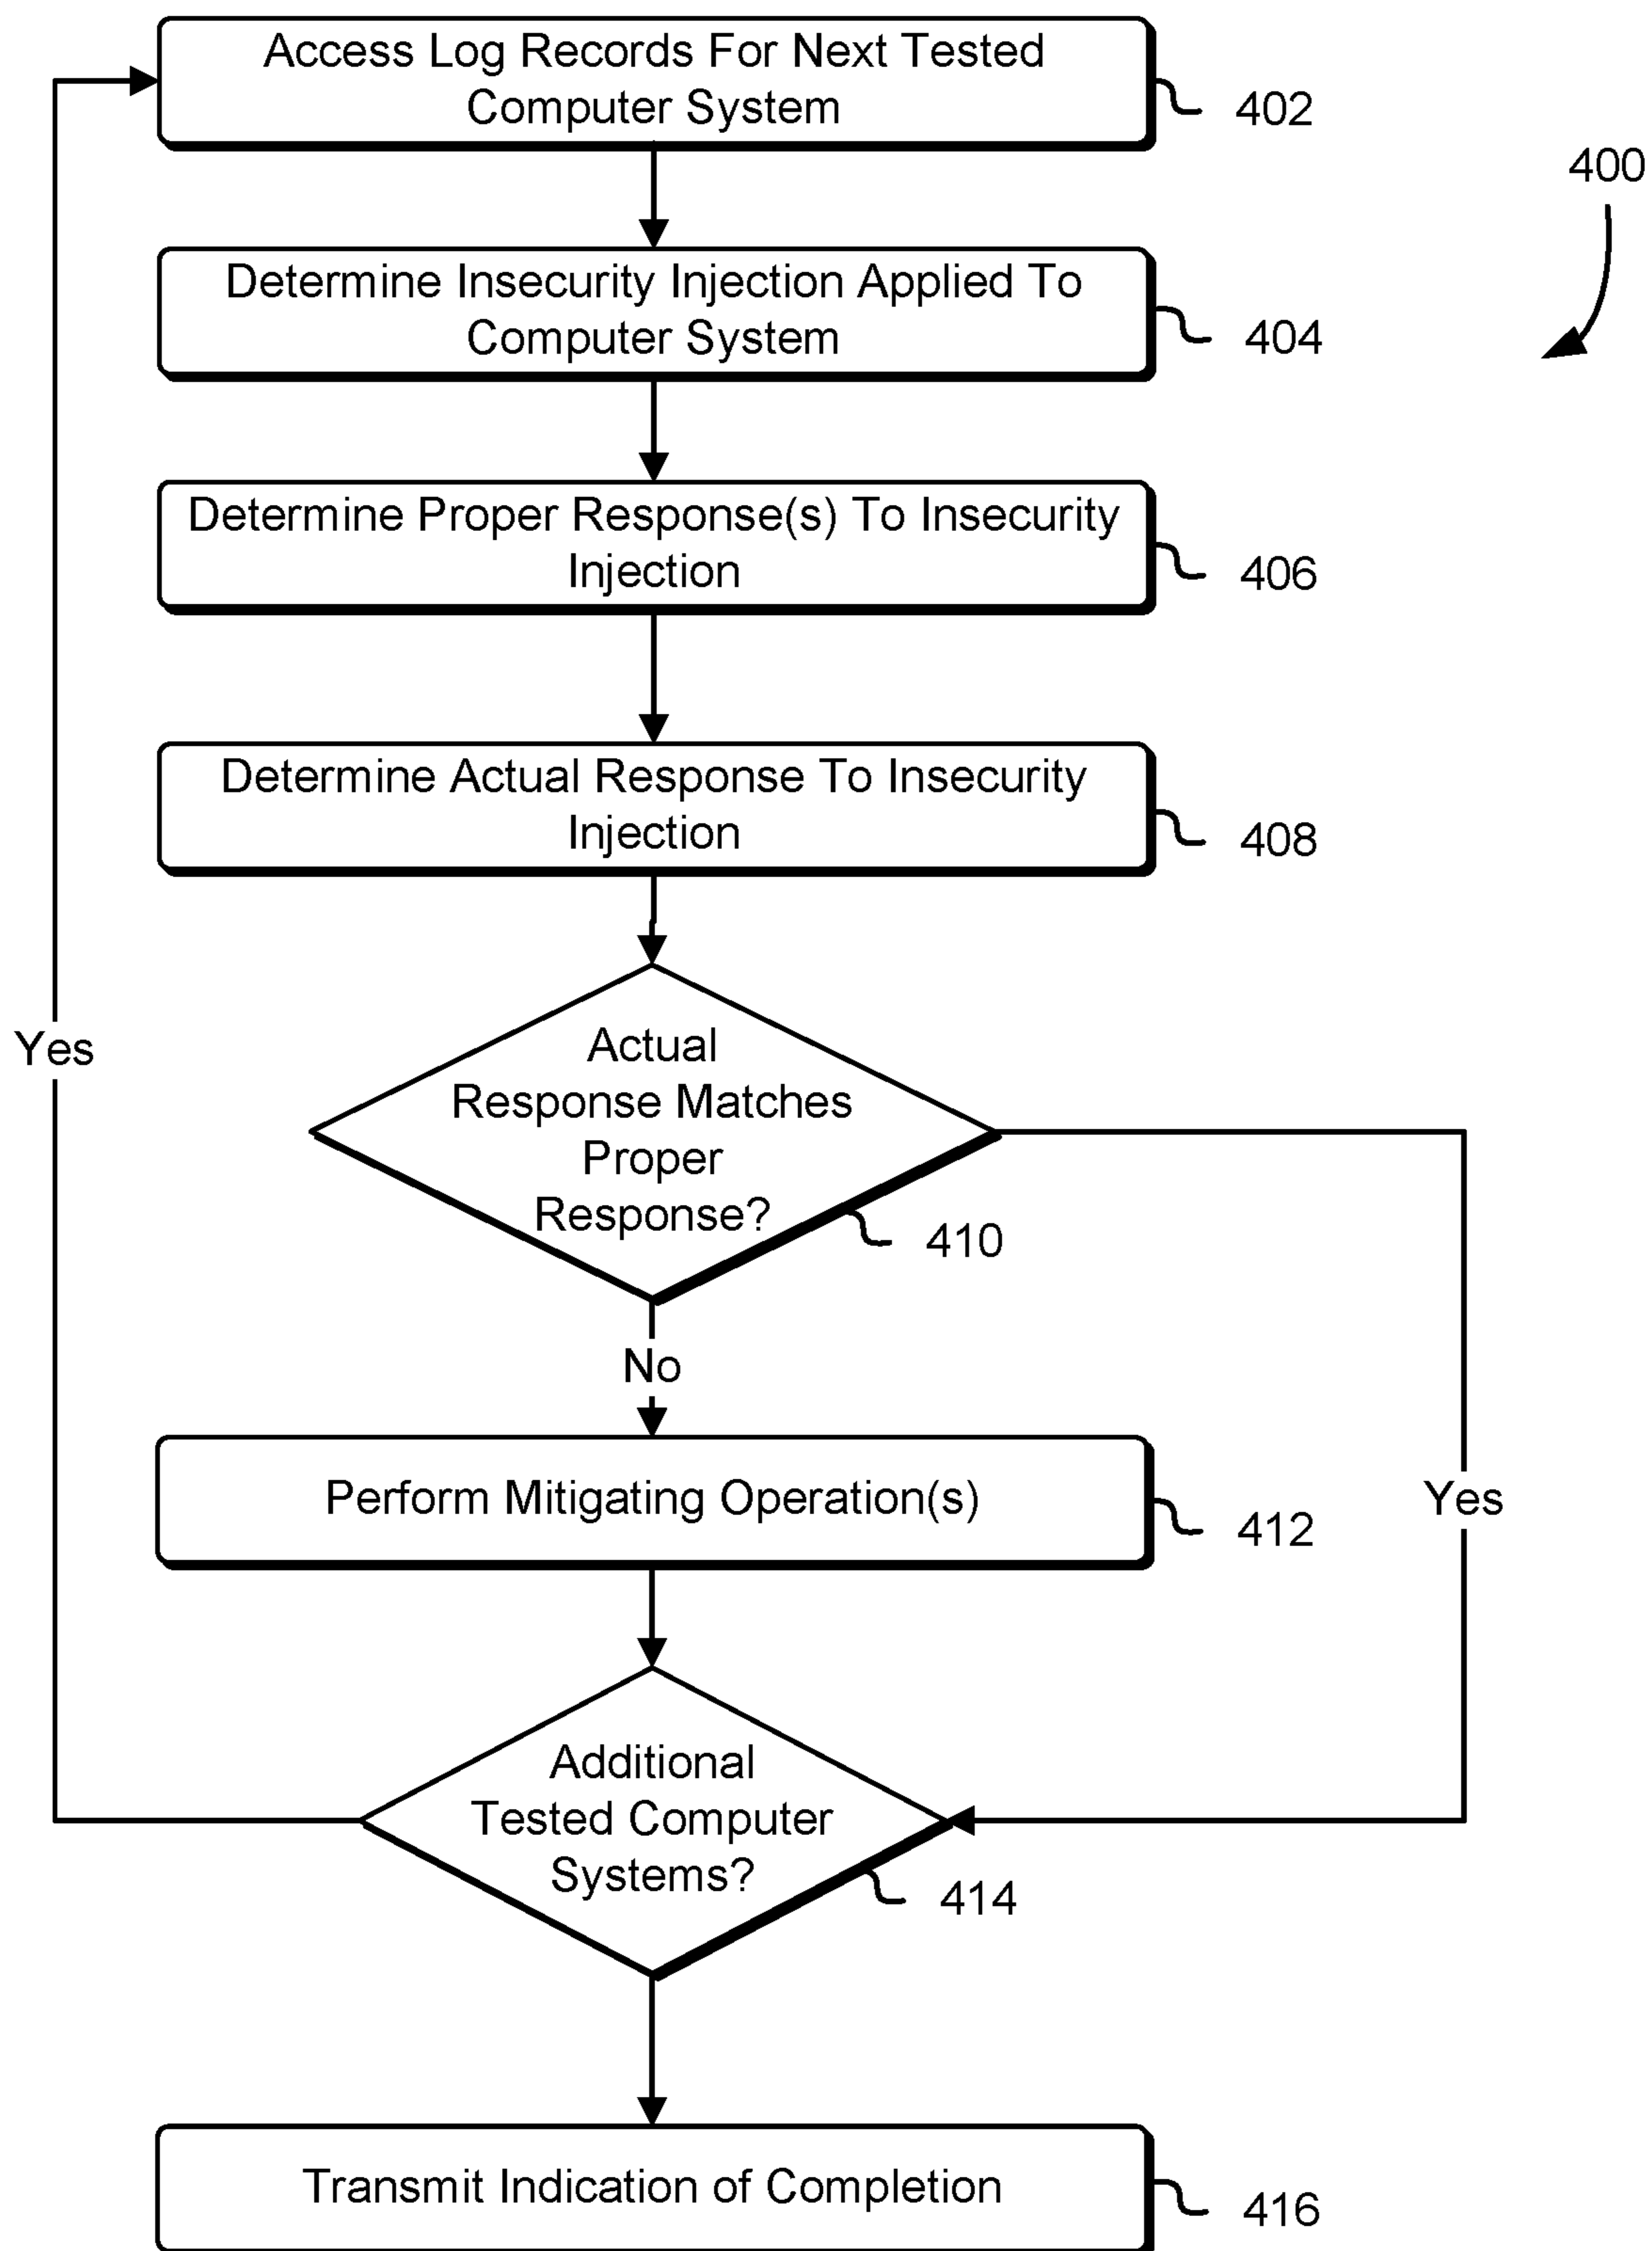 Access Log Records For Next Tested
Computer System
402
400
Determine Insecurity Injection Applied To
Computer System
404
Determine Proper Response(s) To Insecurity
Injection
406
Determine Actual Response To Insecurity
Injection
408
Yes
Actual
Response Matches
Proper
Response?
410
No
Perform Mitigating Operation(s)
412
Yes
Additional
Tested Computer
Systems?
414
Transmit Indication of Completion
416